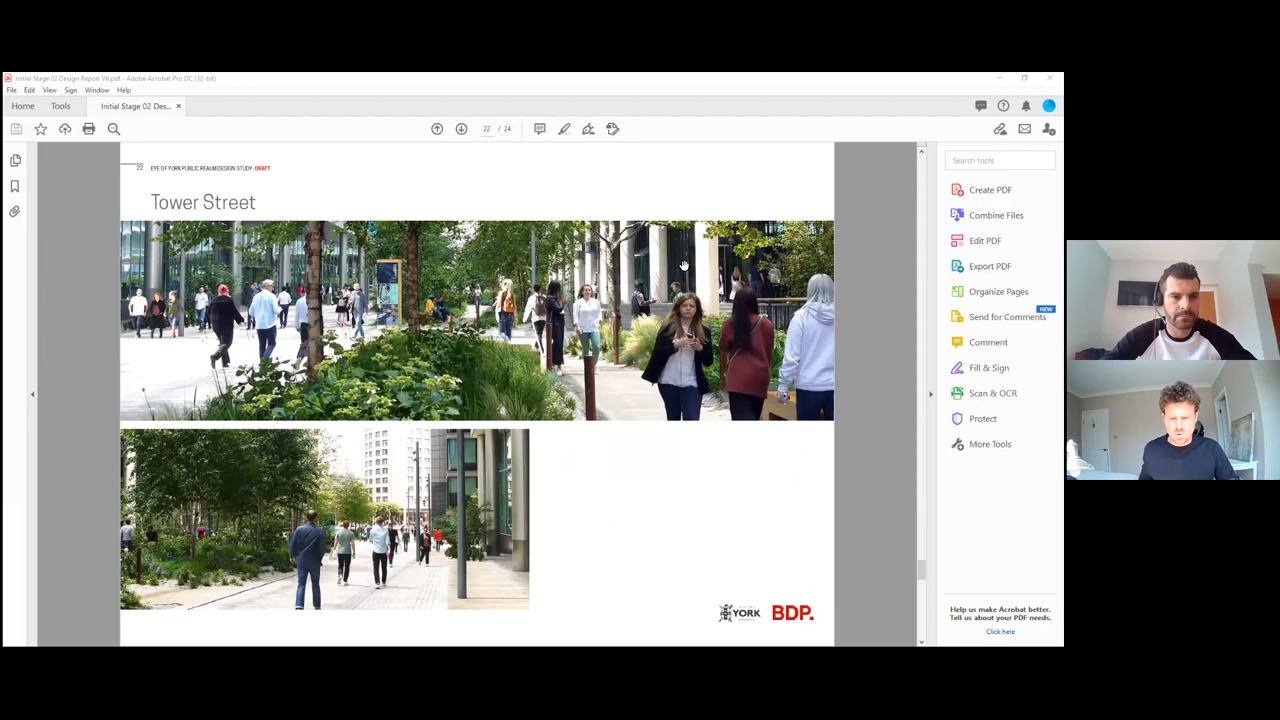 Initial Stage 02 Design Report V6.pdf - Adobe Acrobat Pro DC (32-bit)
File Edit View Sign Window Help
Home Tools Initial Stage 02 Des... ×
22 / 24
22 EYE OF YORK PUBLIC REALM DESIGN STUDY: DRAFT
Tower Street
YORK BDP.
Search tools
Create PDF
Combine Files
Edit PDF
Export PDF
Organize Pages
NEW
Send for Comments
Comment
Fill & Sign
Scan & OCR
Protect
More Tools
Help us make Acrobat better.
Tell us about your PDF needs.
Click here